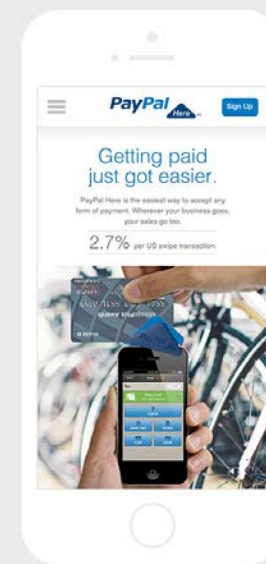 PayPal
Here
Sign Up
Getting paid
just got easier.
PayPal Here is the easiest way to accept any
form of payment. Wherever your business goes,
your sales go too.
2.7% per US swipe transaction.